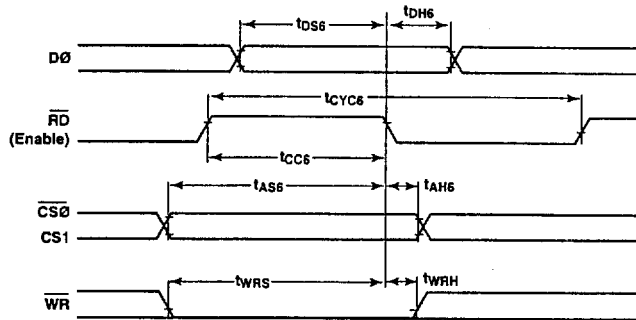 tDS6 tDH6
DØ
tCYC6
RD
(Enable)
tCC6
tAS6 tAH6
CSØ
CS1
tWRS tWRH
WR